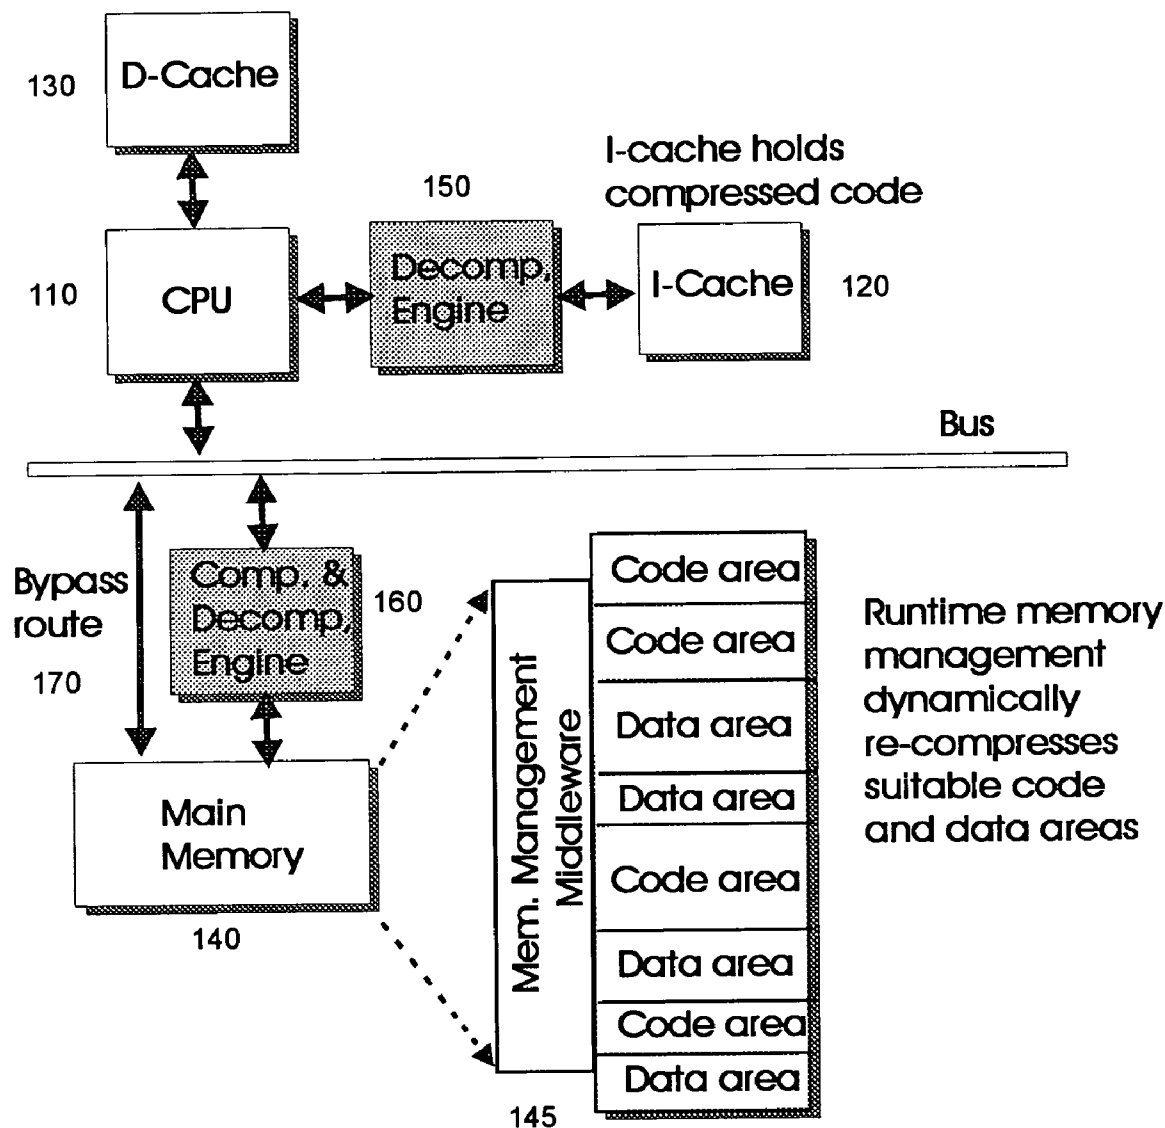 D-Cache
130
I-cache holds
compressed code
150
110
CPU
Decomp.
Engine
I-Cache
120
Bus
Bypass
route
170
Comp. &
Decomp.
Engine
160
Main
Memory
140
Mem. Management
Middleware
145
Code area
Code area
Data area
Data area
Code area
Data area
Code area
Data area
Runtime memory
management
dynamically
re-compresses
suitable code
and data areas